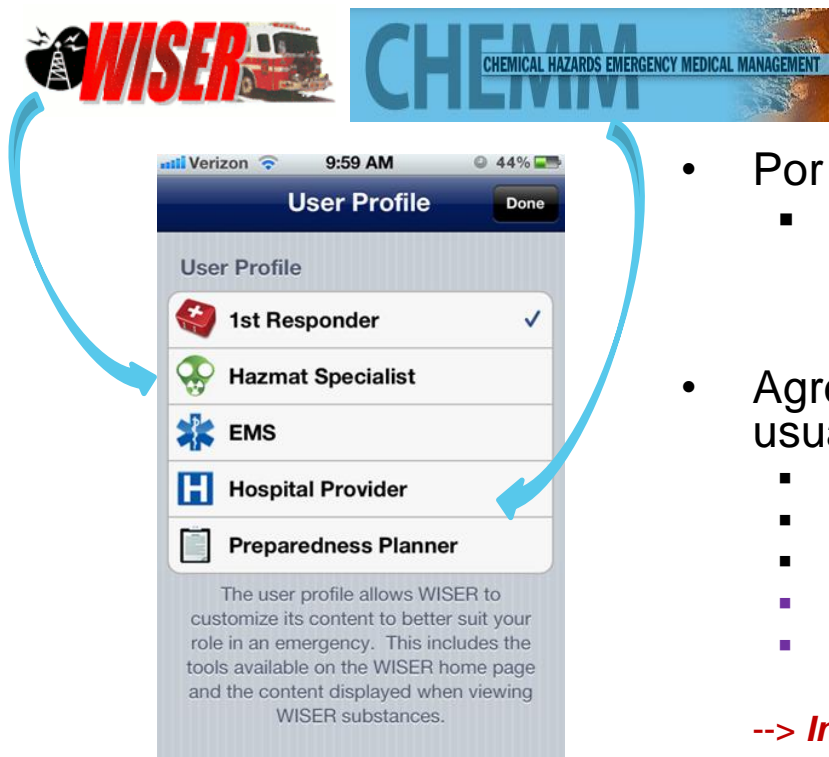 WISER
CHEMM
CHEMICAL HAZARDS EMERGENCY MEDICAL MANAGEMENT
Verizon 9:59 AM 44%
User Profile Done
User Profile
1st Responder
Hazmat Specialist
EMS
H Hospital Provider
Preparedness Planner
The user profile allows WISER to
customize its content to better suit your
role in an emergency. This includes the
tools available on the WISER home page
and the content displayed when viewing
WISER substances.
• Por
• Agre
usua
--> In